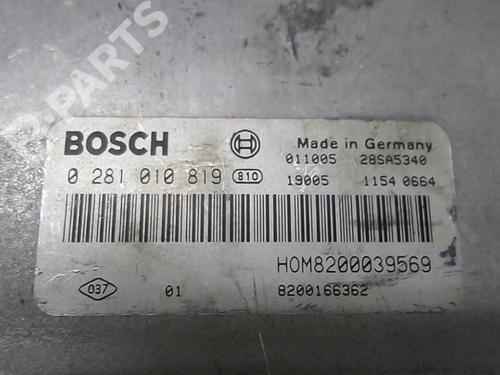 B-PARTS
BOSCH
Made in Germany
011005 28SA5340
0 281 010 819 810
19005 1154 0664
HOM8200039569
037 01 8200166362